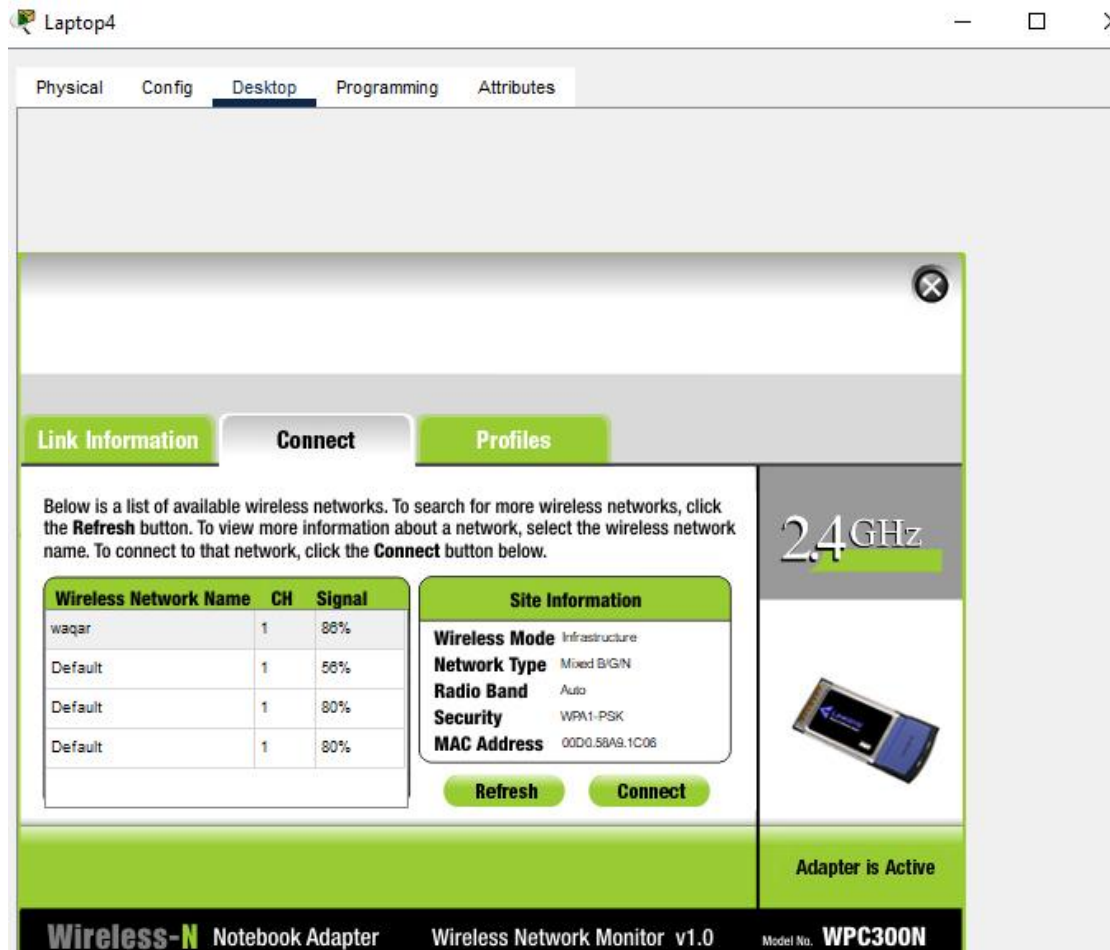 Laptop4
Physical Config Desktop Programming Attributes
Link Information Connect Profiles
Below is a list of available wireless networks. To search for more wireless networks, click
the Refresh button. To view more information about a network, select the wireless network
name. To connect to that network, click the Connect button below.
2.4GHz
Wireless Network Name CH Signal
waqar 1 86%
Default 1 56%
Default 1 80%
Default 1 80%
Site Information
Wireless Mode Infrastructure
Network Type Mixed B/G/N
Radio Band Auto
Security WPA1-PSK
MAC Address 00D0.58A9.1C06
Refresh Connect
Adapter is Active
Wireless-N Notebook Adapter Wireless Network Monitor v1.0 Model No. WPC300N